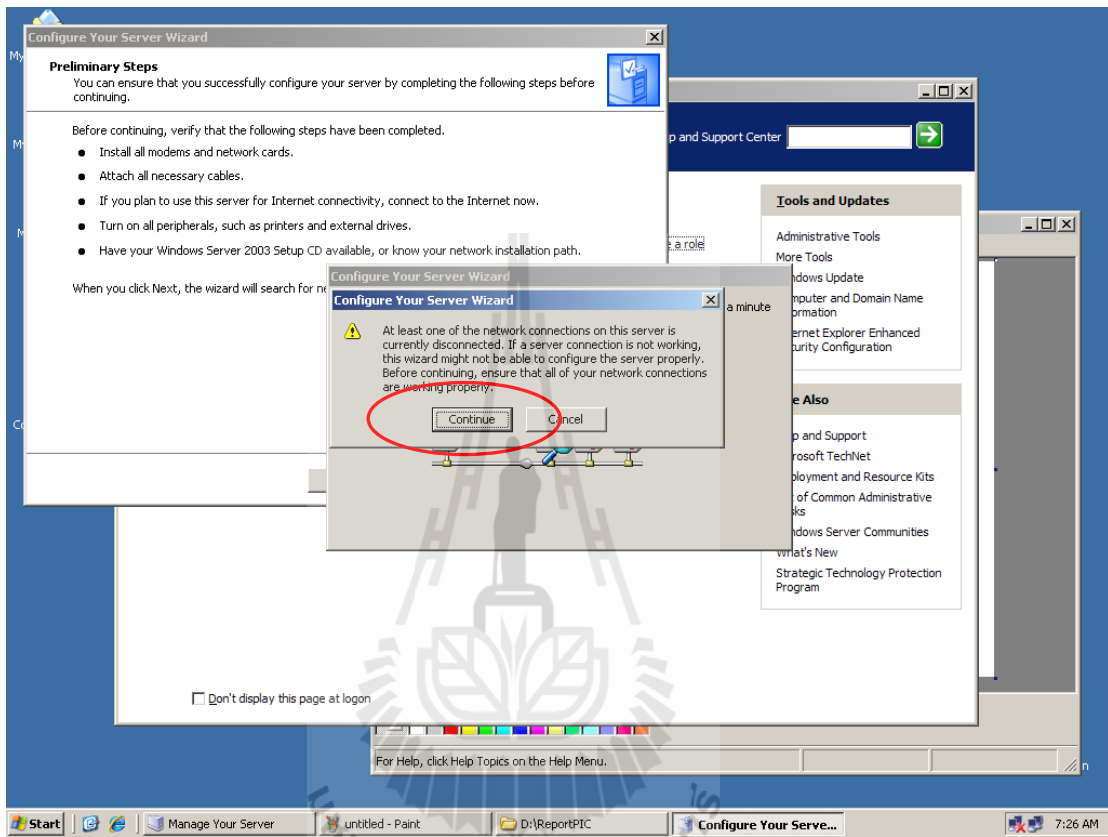 Configure Your Server Wizard
Preliminary Steps
You can ensure that you successfully configure your server by completing the following steps before
continuing.
Before continuing, verify that the following steps have been completed.
Install all modems and network cards.
Attach all necessary cables.
If you plan to use this server for Internet connectivity, connect to the Internet now.
Turn on all peripherals, such as printers and external drives.
Have your Windows Server 2003 Setup CD available, or know your network installation path.
When you click Next, the wizard will search for
Configure Your Server Wizard
a minute
Configure Your Server Wizard
At least one of the network connections on this server is
currently disconnected. If a server connection is not working,
this wizard might not be able to configure the server properly.
Before continuing, ensure that all of your network connections
are working properly.
Continue
Cancel
and Support Center
a role
Tools and Updates
Administrative Tools
More Tools
Update
and Domain Name
Explorer Enhanced
Configuration
Also
and Support
TechNet
and Resource Kits
of Common Administrative
Server Communities
What's New
Strategic Technology Protection
Program
Don't display this page at logon
For Help, click Help Topics on the Help Menu.
Start
Manage Your Server
untitled - Paint
D:\ReportPIC
Configure Your Serve...
7:26 AM